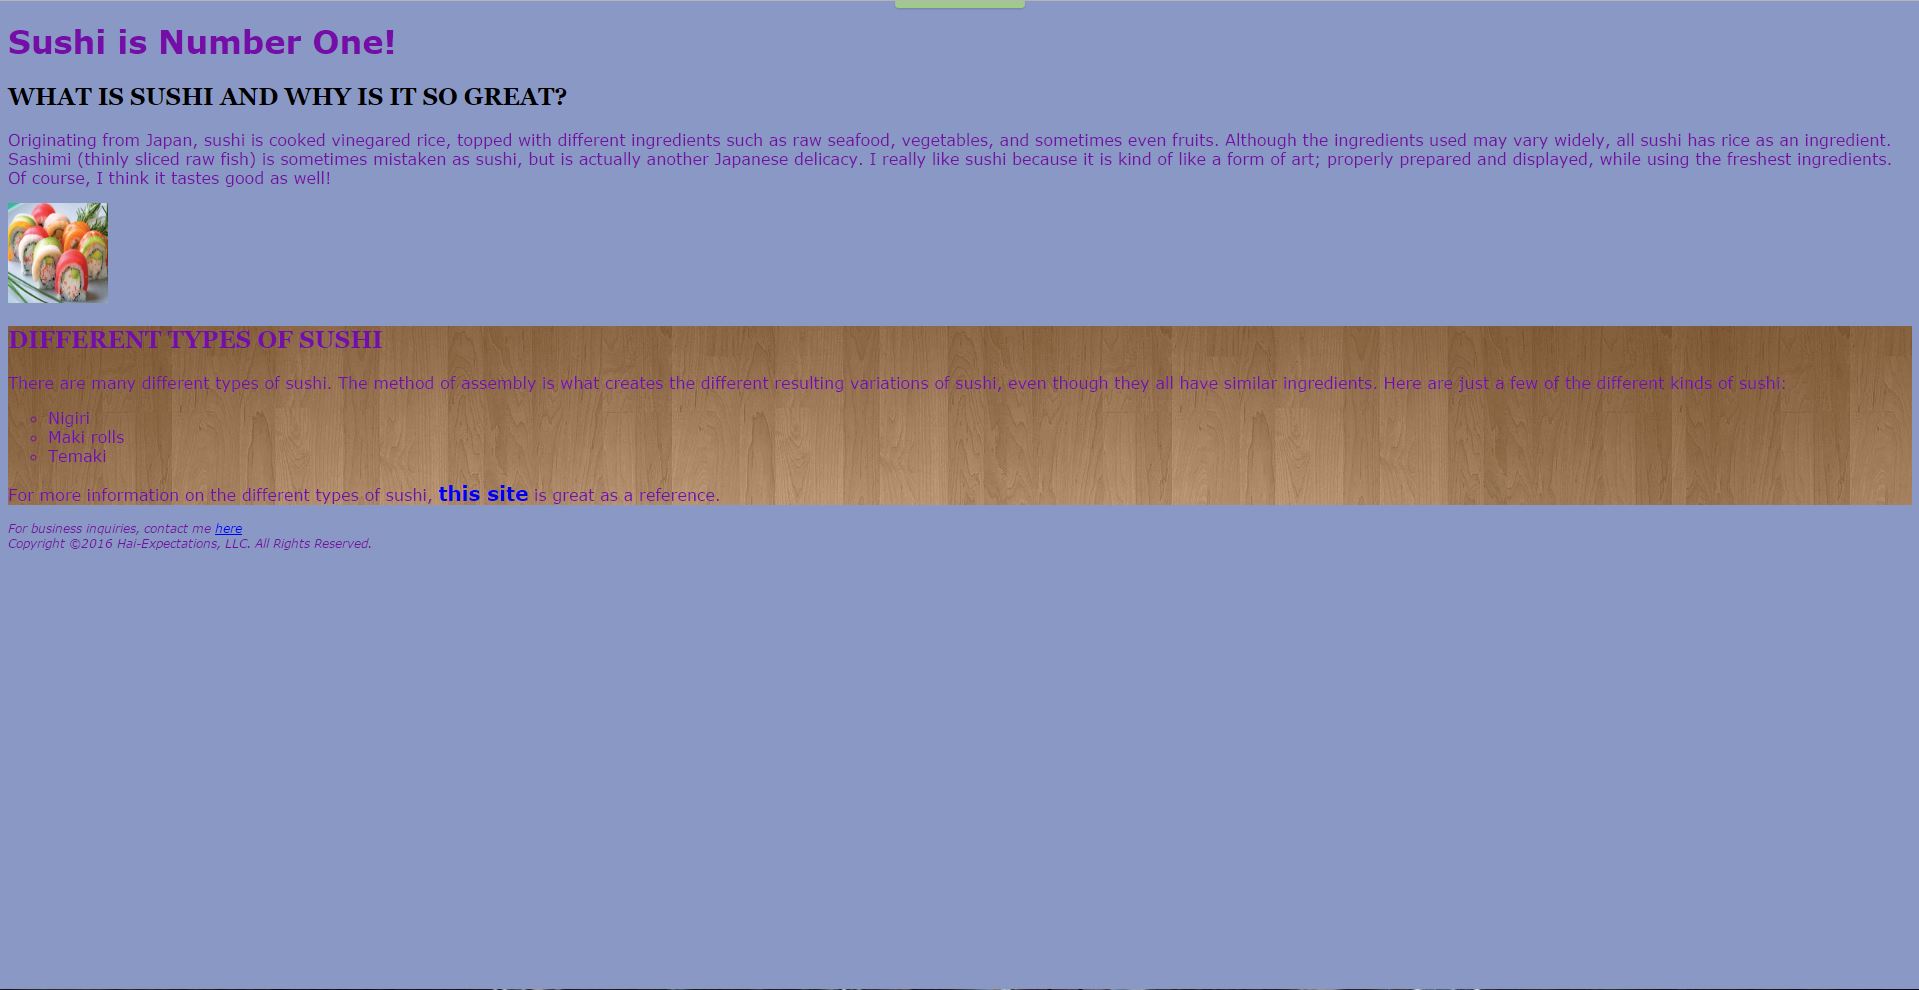 Sushi is Number One!
WHAT IS SUSHI AND WHY IS IT SO GREAT?
Originating from Japan, sushi is cooked vinegared rice, topped with different ingredients such as raw seafood, vegetables, and sometimes even fruits. Although the ingredients used may vary widely, all sushi has rice as an ingredient.
Sashimi (thinly sliced raw fish) is sometimes mistaken as sushi, but is actually another Japanese delicacy. I really like sushi because it is kind of like a form of art; properly prepared and displayed, while using the freshest ingredients.
Of course, I think it tastes good as well!
DIFFERENT TYPES OF SUSHI
There are many different types of sushi. The method of assembly is what creates the different resulting variations of sushi, even though they all have similar ingredients. Here are just a few of the different kinds of sushi:
Nigiri
Maki rolls
Temaki
For more information on the different types of sushi, this site is great as a reference.
For business inquiries, contact me here
Copyright ©2016 Hai-Expectations, LLC. All Rights Reserved.